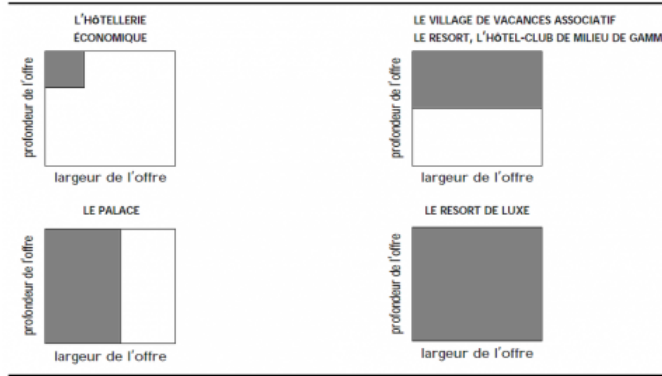 L'HÔTELLERIE
ÉCONOMIQUE
profondeur de l'offre
largeur de l'offre
LE VILLAGE DE VACANCES ASSOCIATIF
LE RESORT, L'HÔTEL-CLUB DE MILIEU DE GAMM
profondeur de l'offre
largeur de l'offre
LE PALACE
profondeur de l'offre
largeur de l'offre
LE RESORT DE LUXE
profondeur de l'offre
largeur de l'offre